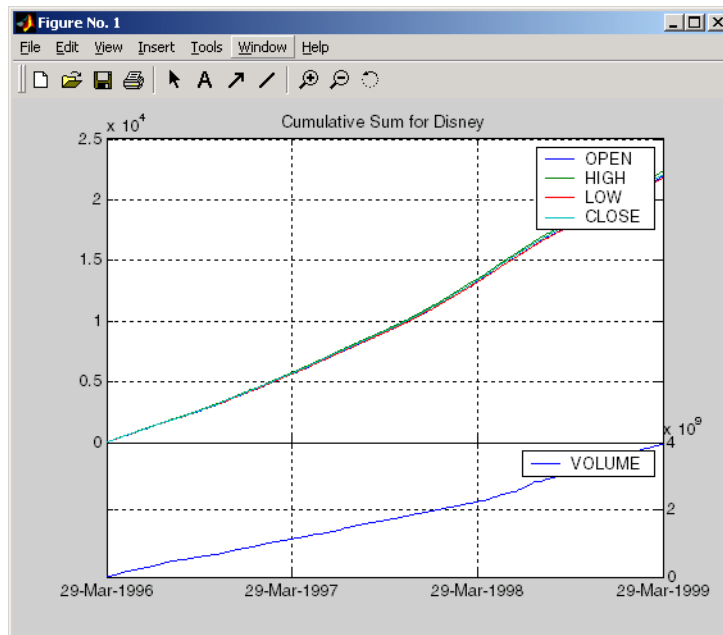 Figure No. 1
File Edit View Insert Tools Window Help
A
Cumulative Sum for Disney
x 10^4
2.5
2
1.5
1
0.5
0
OPEN
HIGH
LOW
CLOSE
x 10^9
4
2
0
VOLUME
29-Mar-1996 29-Mar-1997 29-Mar-1998 29-Mar-1999